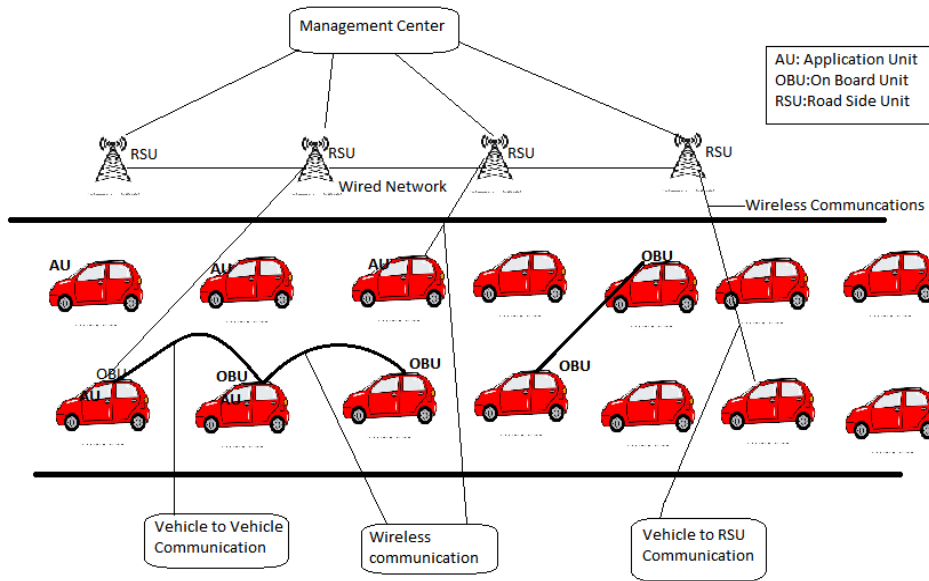 Management Center
AU: Application Unit
OBU:On Board Unit
RSU:Road Side Unit
RSU
RSU
RSU
RSU
Wired Network
Wireless Communcations
AU
AU
AU
OBU
OBU
AU
OBU
AU
OBU
OBU
Vehicle to Vehicle
Communication
Wireless
communication
Vehicle to RSU
Communication